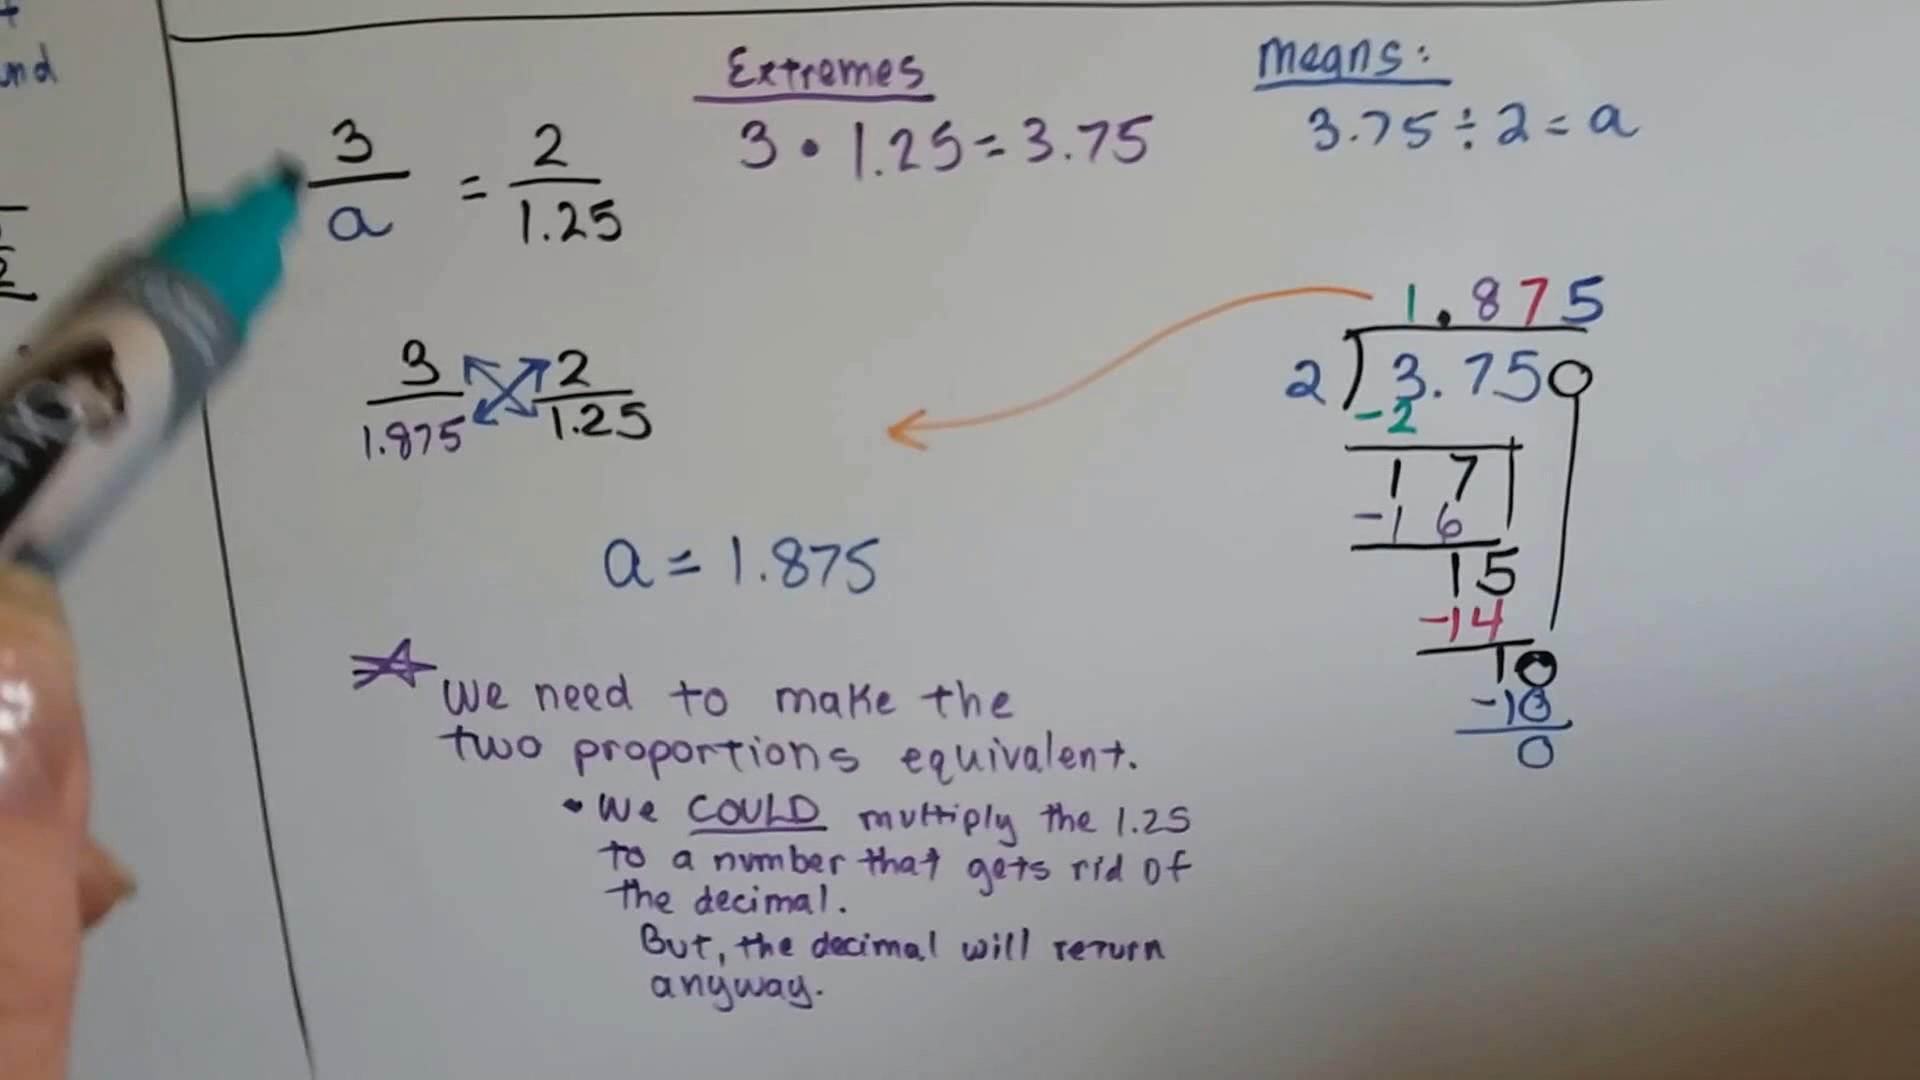 und
Extremes
means:
3/a = 2/1.25
3 • 1.25 = 3.75
3.75 ÷ 2 = a
3/1.875 2/1.25
a = 1.875
1.875
2 ) 3.750
-2
17
-16
15
-14
10
-10
0
We need to make the
two proportions equivalent.
• We COULD multiply the 1.25
to a number that gets rid of
the decimal.
But, the decimal will return
anyway.